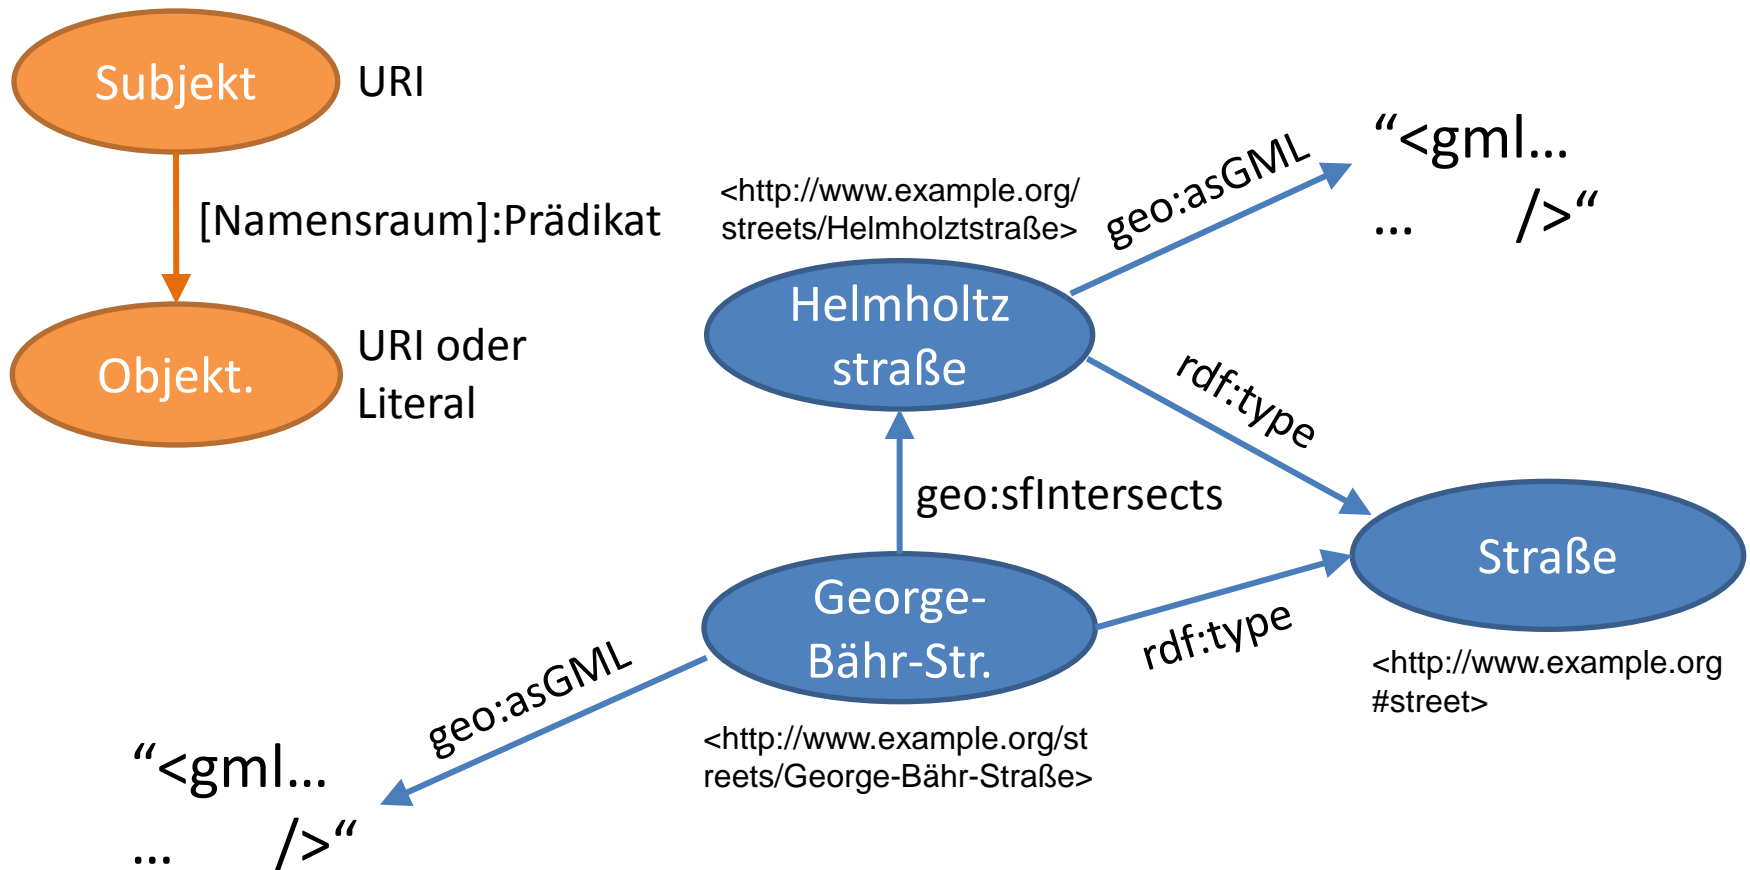 Subjekt
URI
[Namensraum]:Prädikat
Objekt.
URI oder
Literal
<http://www.example.org/
streets/Helmholztstraße>
geo:asGML
“<gml...
... />“
Helmholtz
straße
rdf:type
geo:sfIntersects
Straße
<http://www.example.org
#street>
George-
Bähr-Str.
rdf:type
<http://www.example.org/st
reets/George-Bähr-Straße>
geo:asGML
“<gml...
... />“